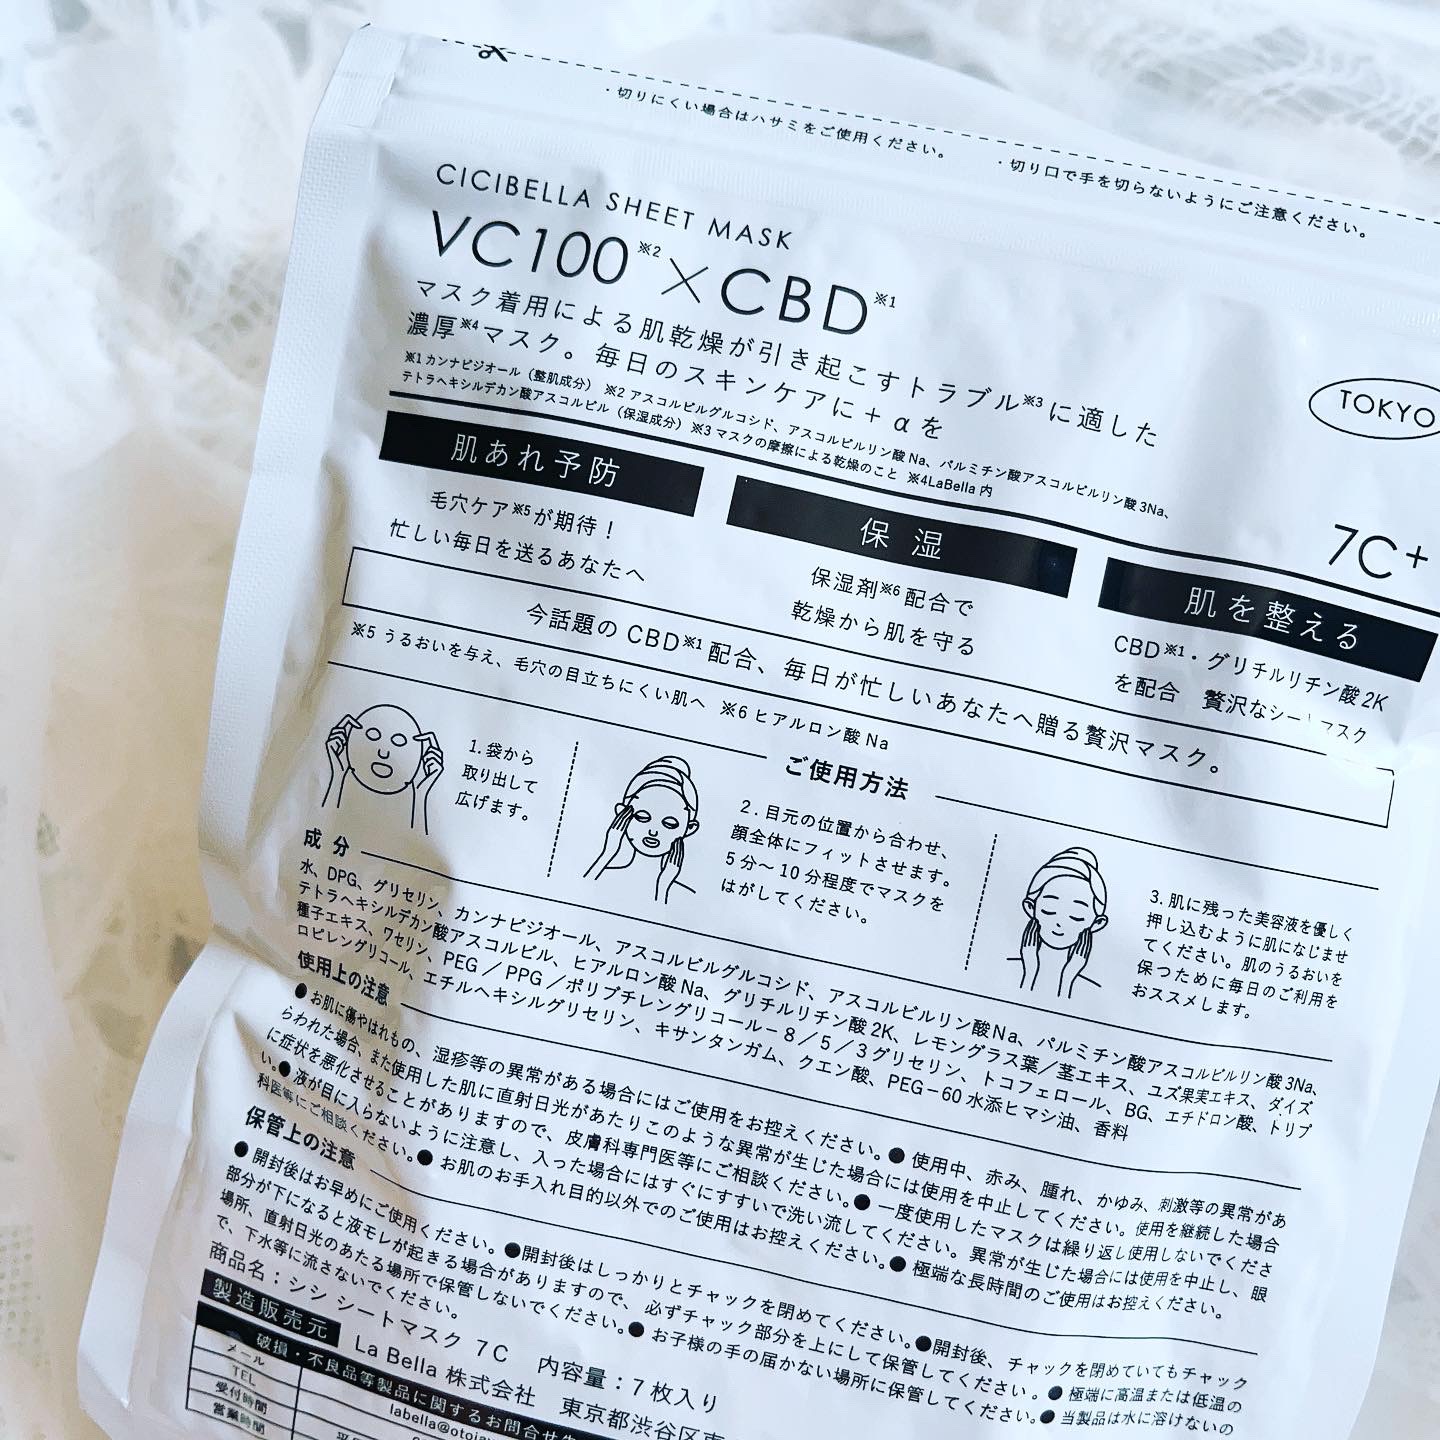 ・切りにくい場合はハサミをご使用ください。
・切り口で手を切らないようにご注意ください。
CICIBELLA SHEET MASK
VC100※2×CBD※1
マスク着用による肌乾燥が引き起こすトラブル※3に適した
濃厚※4マスク。毎日のスキンケアに+αを
※1 カンナビジオール（整肌成分） ※2 アスコルビルグルコシド、アスコルビルリン酸Na、パルミチン酸アスコルビルリン酸3Na、
テトラヘキシルデカン酸アスコルビル（保湿成分）※3 マスクの摩擦による乾燥のこと ※4LaBella内
TOKYO
7C+
肌あれ予防
毛穴ケア※5が期待！
忙しい毎日を送るあなたへ
保湿
保湿剤※6配合で
乾燥から肌を守る
肌を整える
CBD※1・グリチルリチン酸2K
を配合 贅沢なシートマスク
今話題のCBD※1配合、毎日が忙しいあなたへ贈る贅沢マスク。
※5 うるおいを与え、毛穴の目立ちにくい肌へ ※6 ヒアルロン酸Na
ご使用方法
1. 袋から
取り出して
広げます。
2. 目元の位置から合わせ、
顔全体にフィットさせます。
5分〜10分程度でマスクを
はがしてください。
3. 肌に残った美容液を優しく
押し込むように肌になじませ
てください。肌のうるおいを
保つために毎日のご利用を
おススメします。
成分
水、DPG、グリセリン、カンナビジオール、アスコルビルグルコシド、アスコルビルリン酸Na、パルミチン酸アスコルビルリン酸3Na、
テトラヘキシルデカン酸アスコルビル、ヒアルロン酸Na、グリチルリチン酸2K、レモングラス葉/茎エキス、ユズ果実エキス、ダイズ
種子エキス、ワセリン、PEG/PPG/ポリブチレングリコール-8/5/3グリセリン、トコフェロール、BG、エチドロン酸、トリプ
ロピレングリコール、エチルヘキシルグリセリン、キサンタンガム、クエン酸、PEG-60水添ヒマシ油、香料
使用上の注意
●お肌に傷やはれもの、湿疹等の異常がある場合にはご使用をお控えください。●使用中、赤み、腫れ、かゆみ、刺激等の異常があ
らわれた場合、また使用した肌に直射日光があたりこのような異常が生じた場合には使用を中止してください。使用を継続した場合
に症状を悪化させることがありますので、皮膚科専門医等にご相談ください。●一度使用したマスクは繰り返し使用しないでくださ
い。●液が目に入らないように注意し、入った場合にはすぐにすすいで洗い流してください。異常が生じた場合には使用を中止し、眼
科医等にご相談ください。●お肌のお手入れ目的以外でのご使用はお控えください。●極端な長時間のご使用はお控えください。
保管上の注意
●開封後はお早めにご使用ください。●開封後はしっかりとチャックを閉めてください。●開封後、チャックを閉めていてもチャック
部分が下になると液モレが起きる場合がありますので、必ずチャック部分を上にして保管してください。●極端に高温または低温の
場所、直射日光のあたる場所で保管しないでください。●お子様の手の届かない場所に保管してください。●当製品は水に溶けないの
で、下水等に流さないでください。
商品名：シシ シートマスク 7C 内容量：7枚入り
製造販売元
La Bella 株式会社 東京都渋谷区
破損・不良品等製品に関するお問合せ先
メール
TEL
受付時間
営業時間